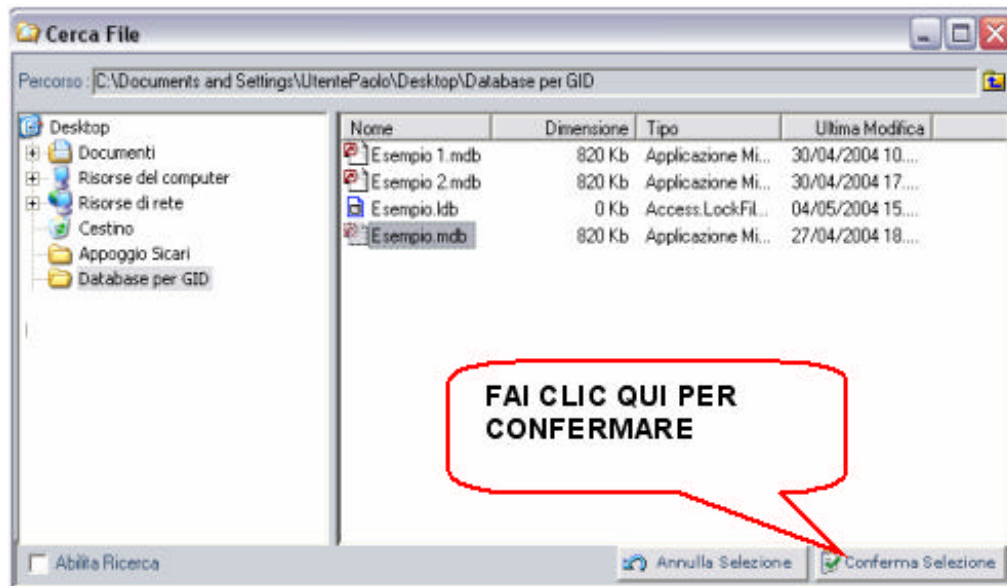 Cerca File
Percorso : C:\Documents and Settings\UtentePaolo\Desktop\Database per GID
Desktop
Documenti
Risorse del computer
Risorse di rete
Cestino
Appoggio Sicari
Database per GID
Nome Dimensione Tipo Ultima Modifica
Esempio 1.mdb 820 Kb Applicazione Mi... 30/04/2004 10....
Esempio 2.mdb 820 Kb Applicazione Mi... 30/04/2004 17....
Esempio.ldb 0 Kb Access.LockFil... 04/05/2004 15....
Esempio.mdb 820 Kb Applicazione Mi... 27/04/2004 18....
FAI CLIC QUI PER
CONFERMARE
Abilita Ricerca Annulla Selezione Conferma Selezione